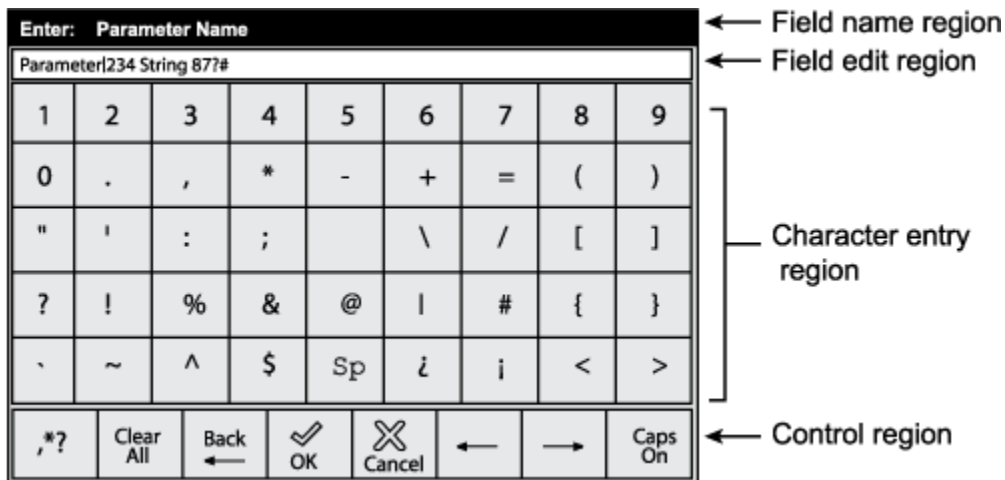 Enter: Parameter Name
Field name region
Parameter|234 String 87?#
Field edit region
1 2 3 4 5 6 7 8 9
0 . , * - + = ( )
" ' : ; \ / [ ]
Character entry
region
? ! % & @ | # { }
` ~ ^ $ Sp ¿ ¡ < >
,*? Clear All Back OK Cancel Caps On
Control region